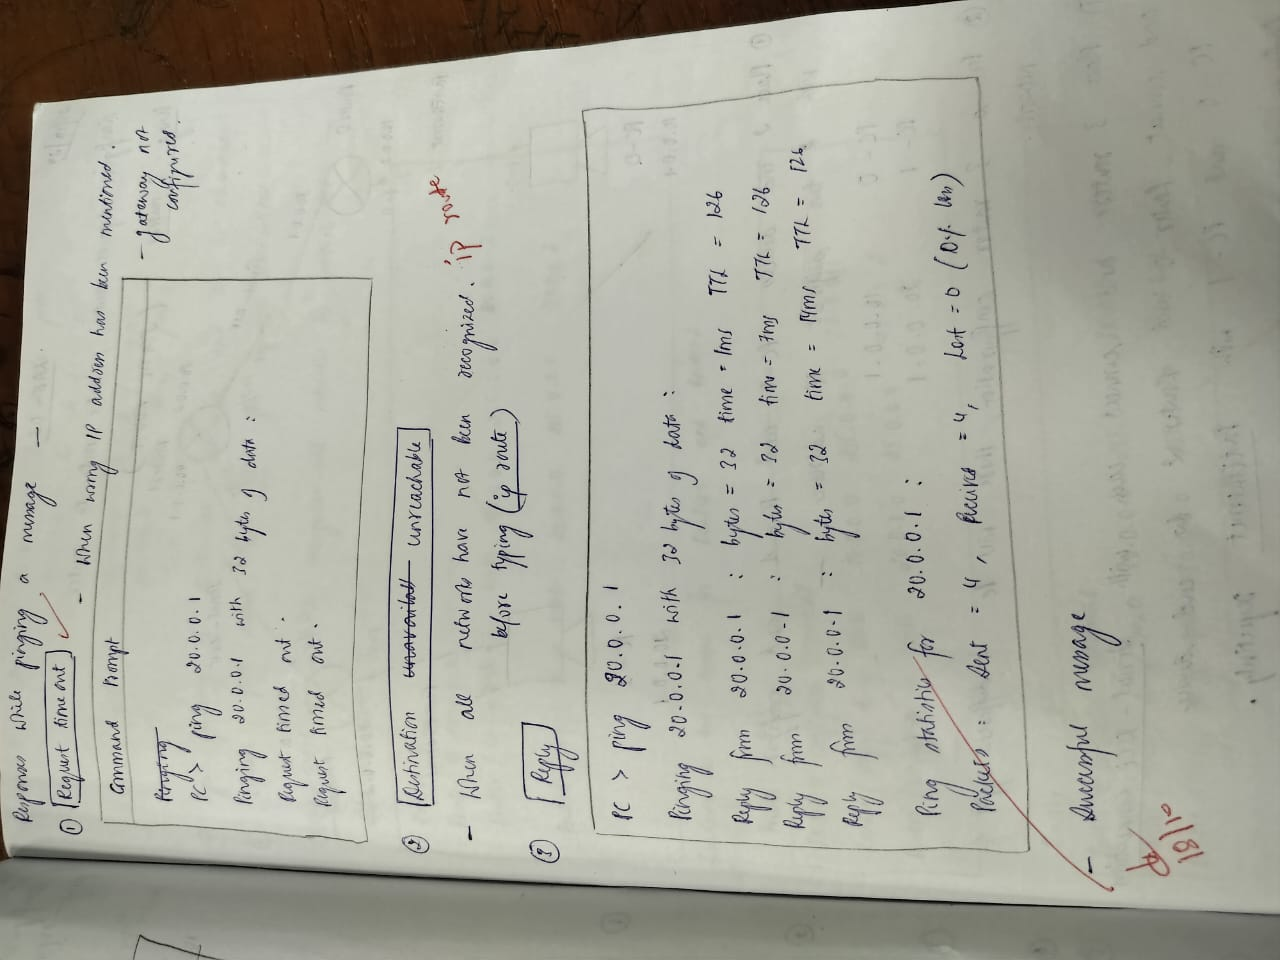 Responses while pinging a message —
① Request time out
- When wrong IP address has been mentioned.
- gateway not configured.
Command Prompt
Pinging
PC> ping 20.0.0.1
Pinging 20.0.0.1 with 32 bytes of data :
Request timed out.
Request timed out.
② Destination unavailabl unreachable
- When all networks have not been recognized. ip route
before typing (ip route)
③ Reply
PC > ping 20.0.0.1
Pinging 20.0.0.1 with 32 bytes of data :
Reply from 20.0.0.1 : bytes = 32 time = 1ms TTL = 126
Reply from 20.0.0.1 : bytes = 32 time = 7ms TTL = 126
Reply from 20.0.0.1 : bytes = 32 time = 14ms TTL = 126
Ping statistics for 20.0.0.1 :
Packets = Sent = 4, Received = 4, Lost = 0 (0% loss)
- Successful message
18/10